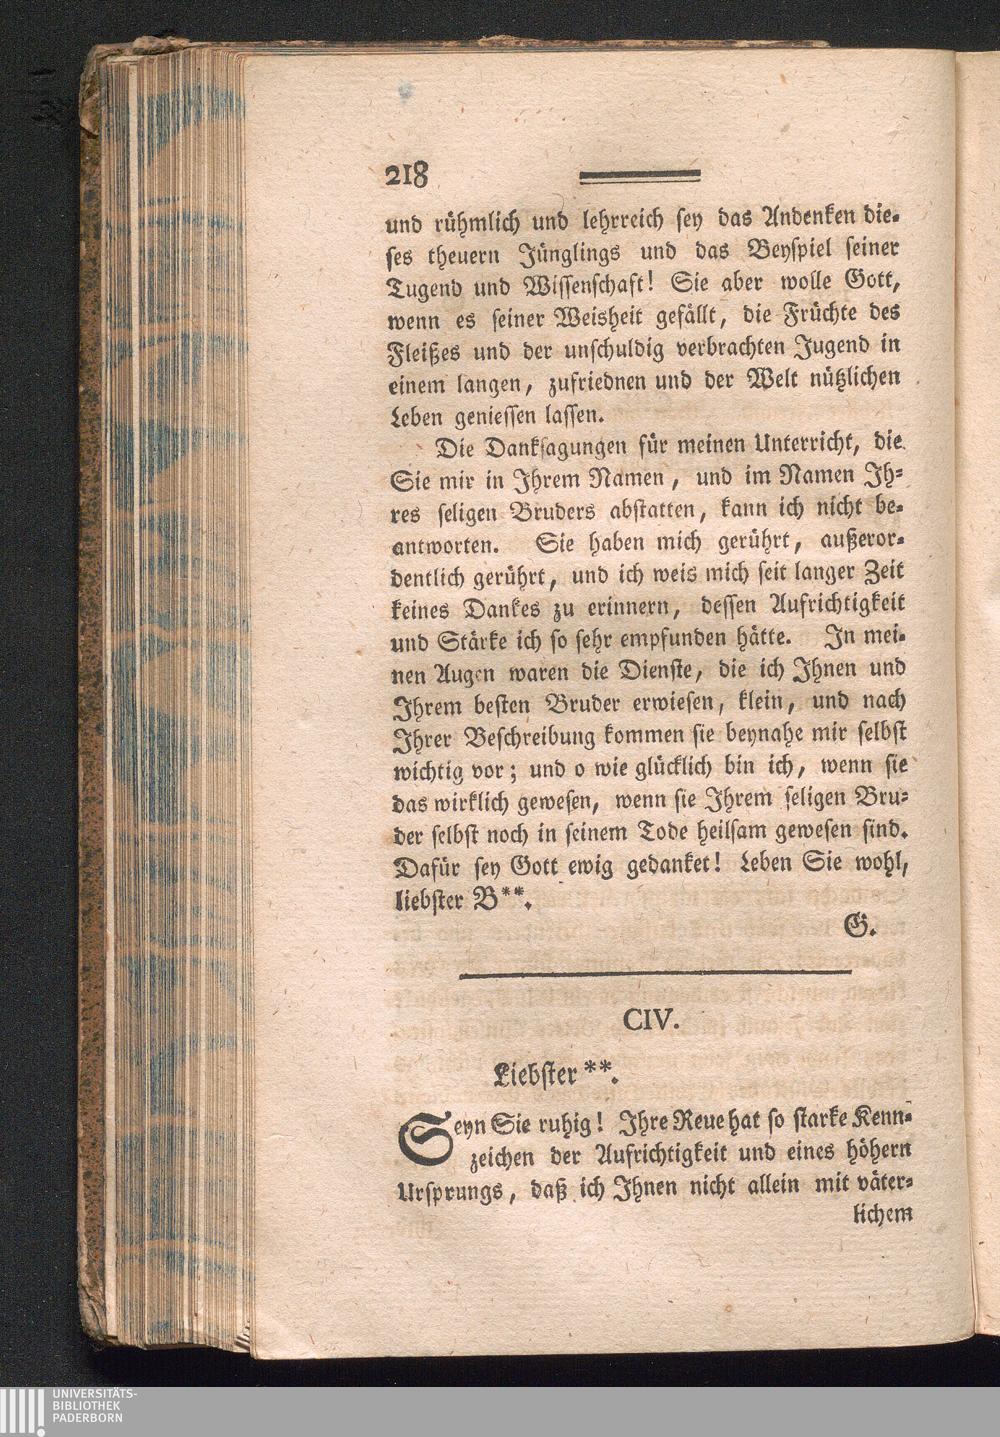 218
und rühmlich und lehrreich sey das Andenken die-
ses theuern Jünglings und das Beyspiel seiner
Tugend und Wissenschaft! Sie aber wolle Gott,
wenn es seiner Weisheit gefällt, die Früchte des
Fleißes und der unschuldig verbrachten Jugend in
einem langen, zufriednen und der Welt nützlichen
Leben geniessen lassen.
Die Danksagungen für meinen Unterricht, die
Sie mir in Ihrem Namen, und im Namen Ih-
res seligen Bruders abstatten, kann ich nicht be-
antworten. Sie haben mich gerührt, außeror-
dentlich gerührt, und ich weis mich seit langer Zeit
keines Dankes zu erinnern, dessen Aufrichtigkeit
und Stärke ich so sehr empfunden hätte. In mei-
nen Augen waren die Dienste, die ich Ihnen und
Ihrem besten Bruder erwiesen, klein, und nach
Ihrer Beschreibung kommen sie beynahe mir selbst
wichtig vor; und o wie glücklich bin ich, wenn sie
das wirklich gewesen, wenn sie Ihrem seligen Bru-
der selbst noch in seinem Tode heilsam gewesen sind.
Dafür sey Gott ewig gedanket! Leben Sie wohl,
liebster B**.
G.
CIV.
Liebster **.
Seyn Sie ruhig! Ihre Reue hat so starke Kenn-
zeichen der Aufrichtigkeit und eines höhern
Ursprungs, daß ich Ihnen nicht allein mit väter-
lichem
UNIVERSITÄTS-
BIBLIOTHEK
PADERBORN